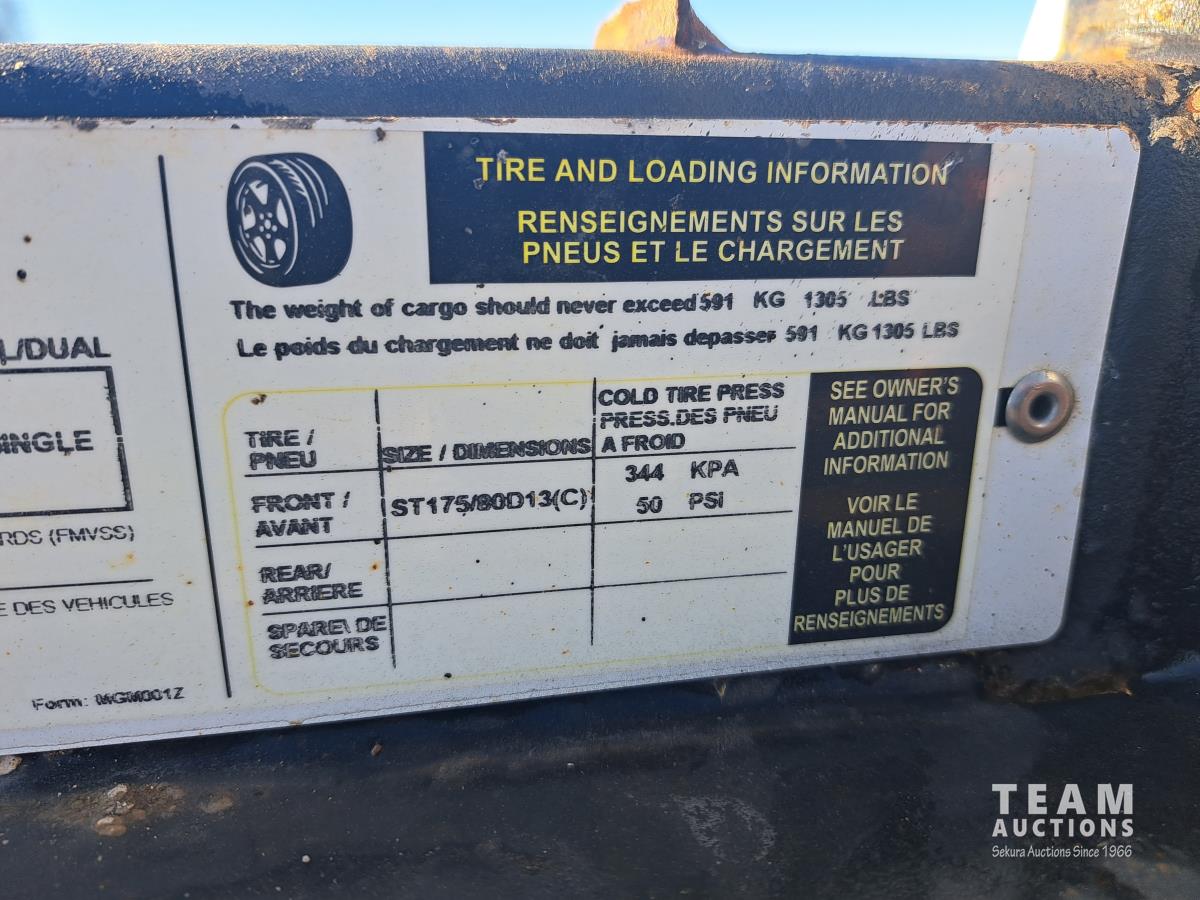 TIRE AND LOADING INFORMATION
RENSEIGNEMENTS SUR LES
PNEUS ET LE CHARGEMENT
The weight of cargo should never exceed 591 KG 1305 LBS
Le poids du chargement ne doit jamais depasser 591 KG 1305 LBS
L/DUAL
SINGLE
RDS (FMVSS)
E DES VEHICULES
Form: MGM001Z
TIRE /
PNEU
SIZE / DIMENSIONS
COLD TIRE PRESS
PRESS.DES PNEU
A FROID
FRONT /
AVANT
ST175/80D13(C)
344 KPA
50 PSI
REAR/
ARRIERE
SPARE\ DE
SECOURS
SEE OWNER'S
MANUAL FOR
ADDITIONAL
INFORMATION
VOIR LE
MANUEL DE
L'USAGER
POUR
PLUS DE
RENSEIGNEMENTS
TEAM
AUCTIONS
Sekura Auctions Since 1966